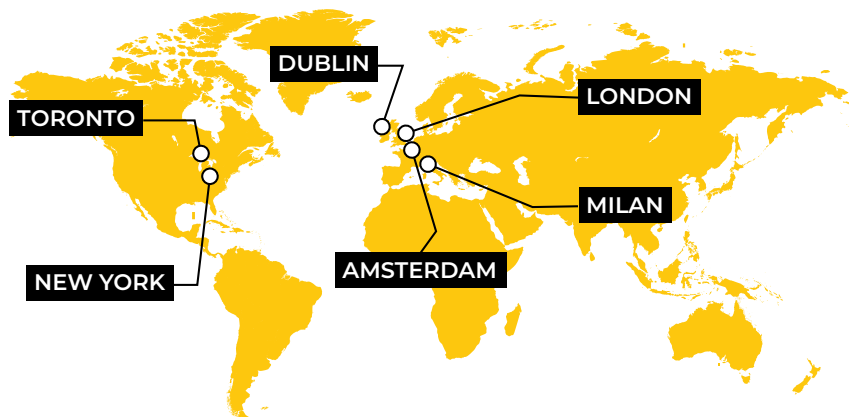 DUBLIN
LONDON
TORONTO
MILAN
AMSTERDAM
NEW YORK